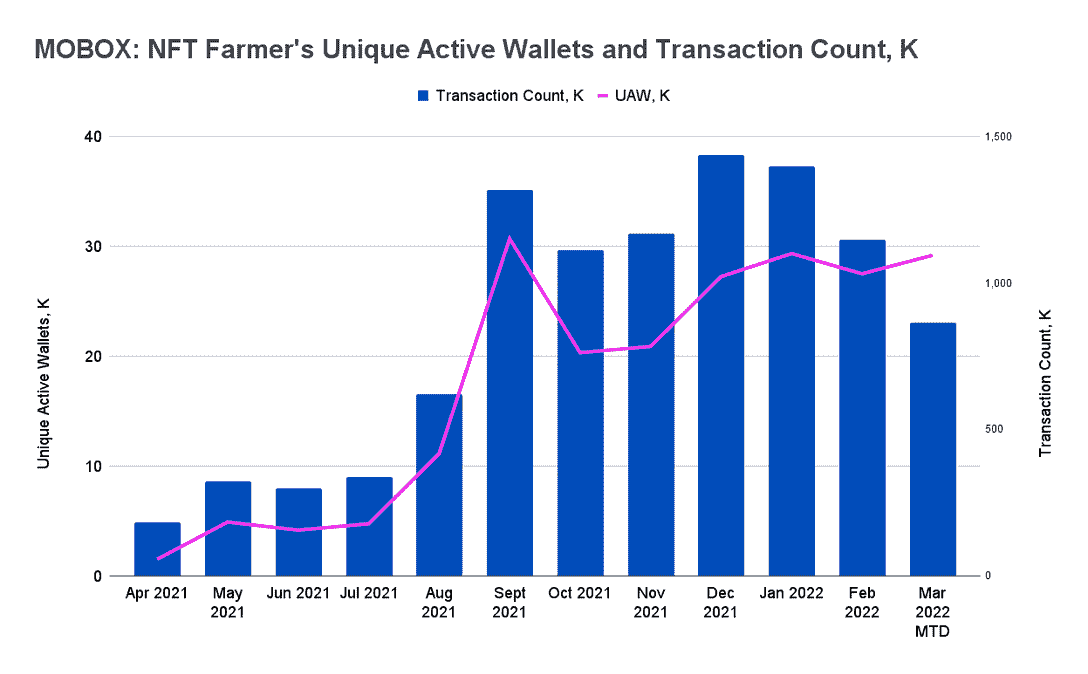 MOBOX: NFT Farmer's Unique Active Wallets and Transaction Count, K
Transaction Count, K UAW, K
40
30
20
10
0
Unique Active Wallets, K
1,500
1,000
500
0
Transaction Count, K
Apr 2021
May
2021
Jun 2021
Jul 2021
Aug
2021
Sept
2021
Oct 2021
Nov
2021
Dec
2021
Jan 2022
Feb
2022
Mar
2022
MTD